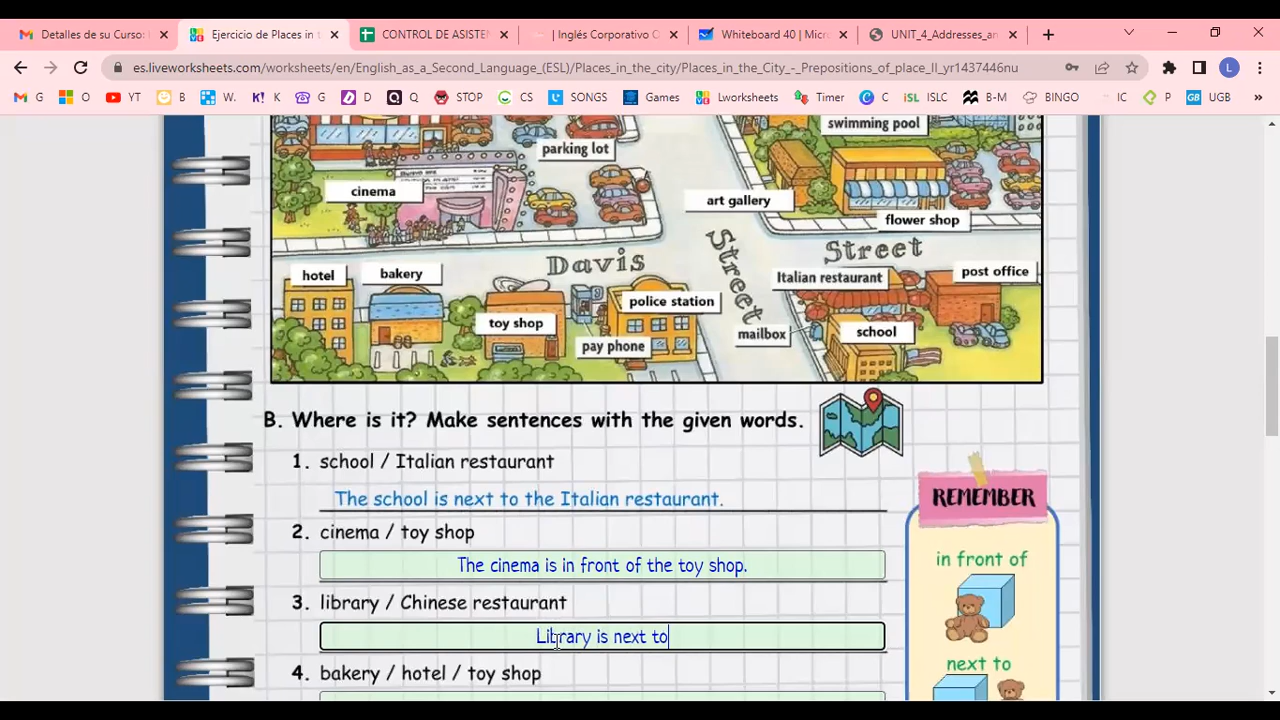 Detalles de su Curso:
Ejercicio de Places in t
CONTROL DE ASISTEN
| Inglés Corporativo O
Whiteboard 40 | Micro
UNIT_4_Addresses_an
es.liveworksheets.com/worksheets/en/English_as_a_Second_Language_(ESL)/Places_in_the_city/Places_in_the_City_-_Prepositions_of_place_II_yr1437446nu
L
G
O
YT
B
W.
K
G
D
Q
STOP
CS
SONGS
Games
Lworksheets
Timer
C
iSL ISLC
B-M
BINGO
IC
P
GB UGB
»
swimming pool
parking lot
cinema
art gallery
flower shop
Street
Davis
Street
hotel
bakery
Italian restaurant
post office
toy shop
police station
pay phone
mailbox
school
B. Where is it? Make sentences with the given words.
1. school / Italian restaurant
The school is next to the Italian restaurant.
2. cinema / toy shop
The cinema is in front of the toy shop.
3. library / Chinese restaurant
Library is next to
4. bakery / hotel / toy shop
REMEMBER
in front of
next to